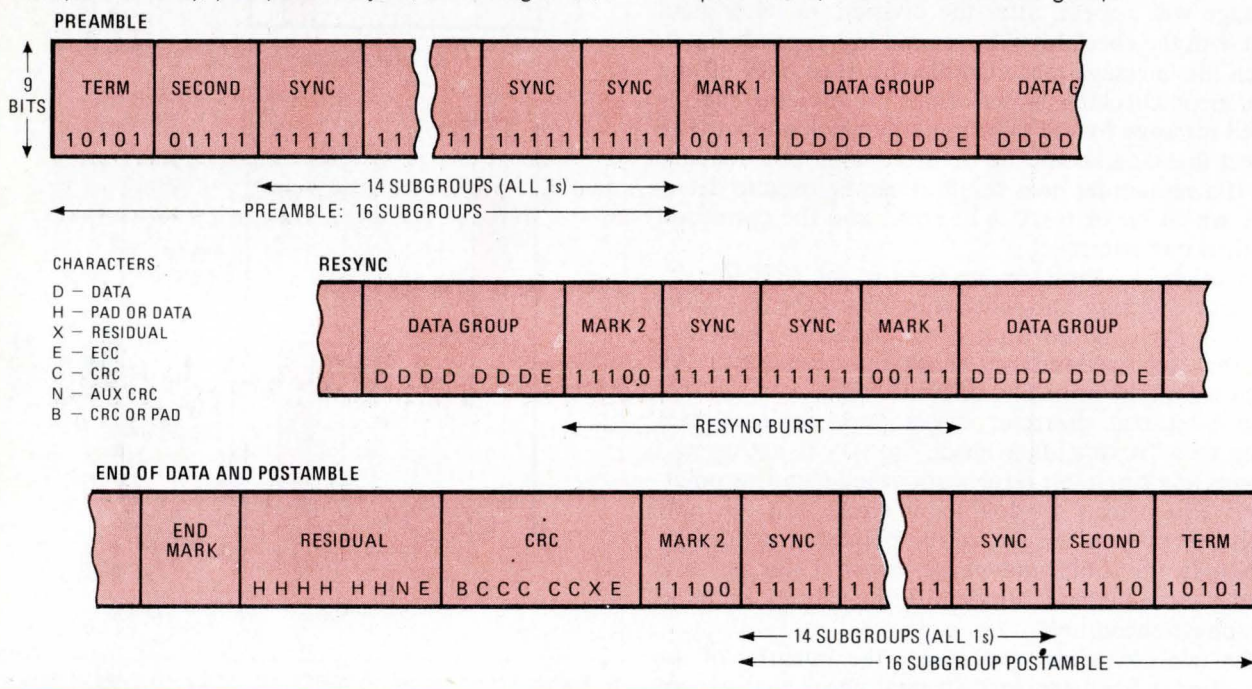 PREAMBLE
9 BITS
TERM SECOND SYNC SYNC SYNC MARK 1 DATA GROUP DATA G
10101 01111 11111 11 11 11111 11111 00111 DDDD DDDE DDDD
14 SUBGROUPS (ALL 1s)
PREAMBLE: 16 SUBGROUPS
CHARACTERS
D – DATA
H – PAD OR DATA
X – RESIDUAL
E – ECC
C – CRC
N – AUX CRC
B – CRC OR PAD
RESYNC
DATA GROUP MARK 2 SYNC SYNC MARK 1 DATA GROUP
DDDD DDDE 11100 11111 11111 00111 DDDD DDDE
RESYNC BURST
END OF DATA AND POSTAMBLE
END MARK RESIDUAL CRC MARK 2 SYNC SYNC SECOND TERM
HHHH HHNE BCCC CCXE 11100 11111 11 11 11111 11110 10101
14 SUBGROUPS (ALL 1s)
16 SUBGROUP POSTAMBLE